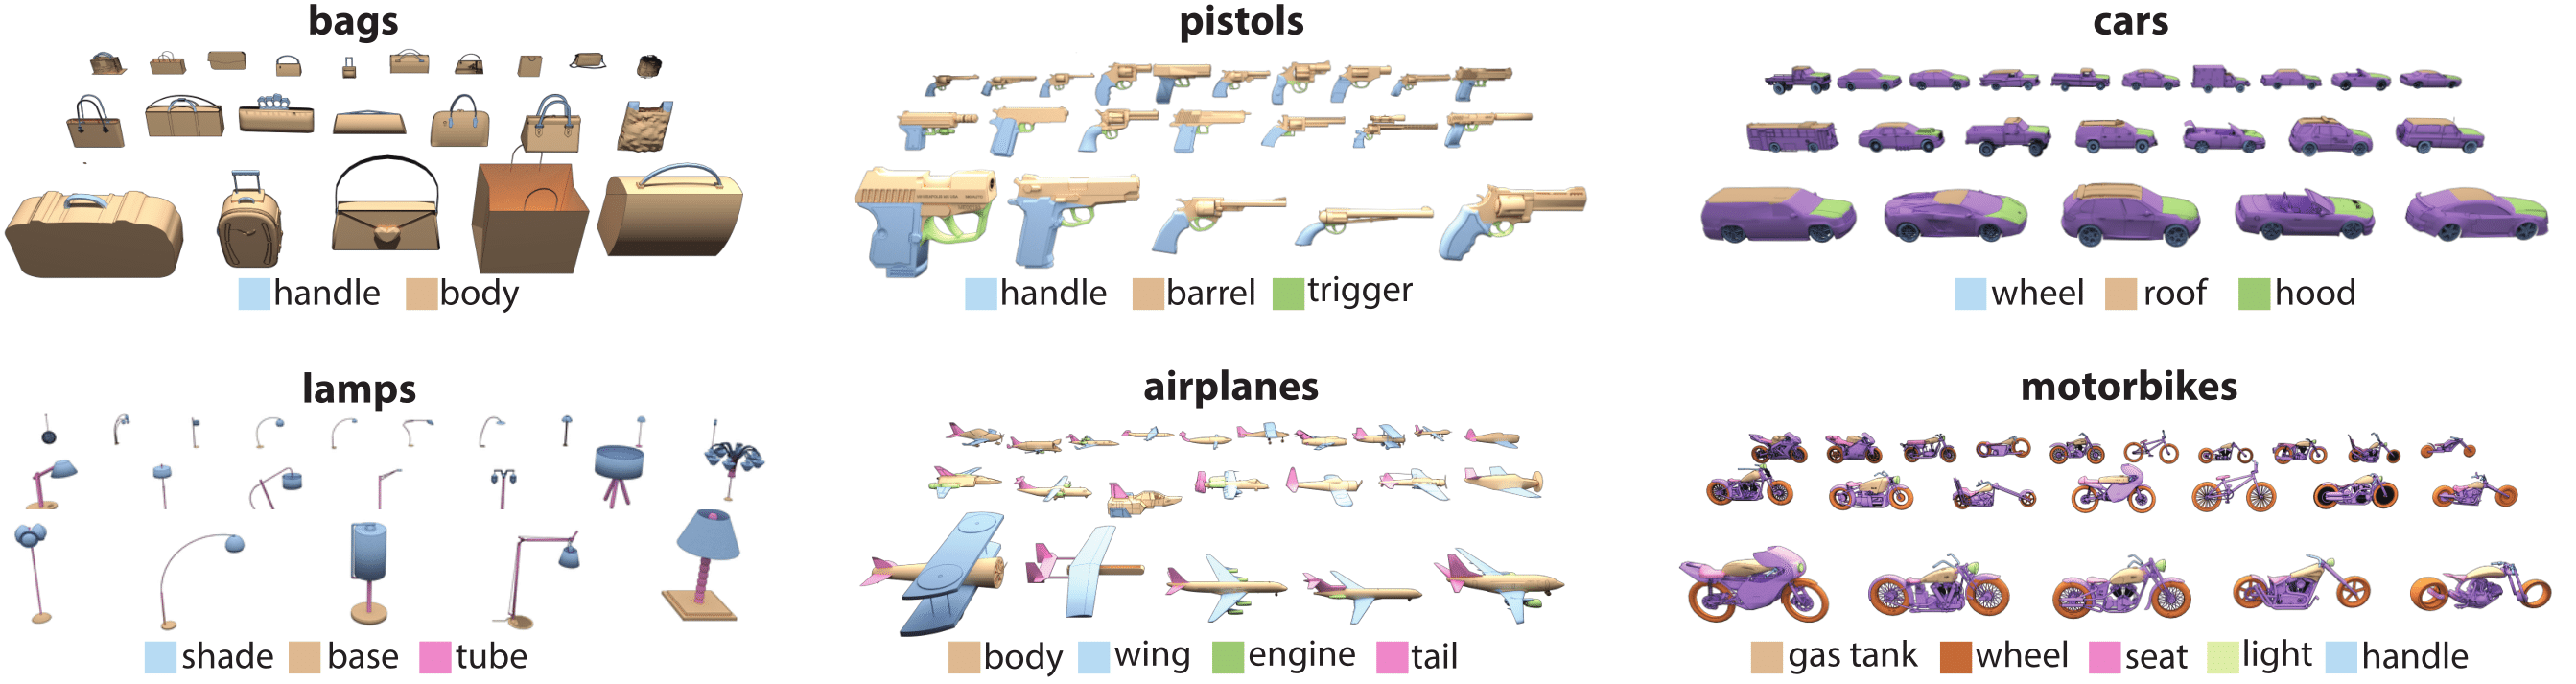 bags
handle body
pistols
handle barrel trigger
cars
wheel roof hood
lamps
shade base tube
airplanes
body wing engine tail
motorbikes
gas tank wheel seat light handle